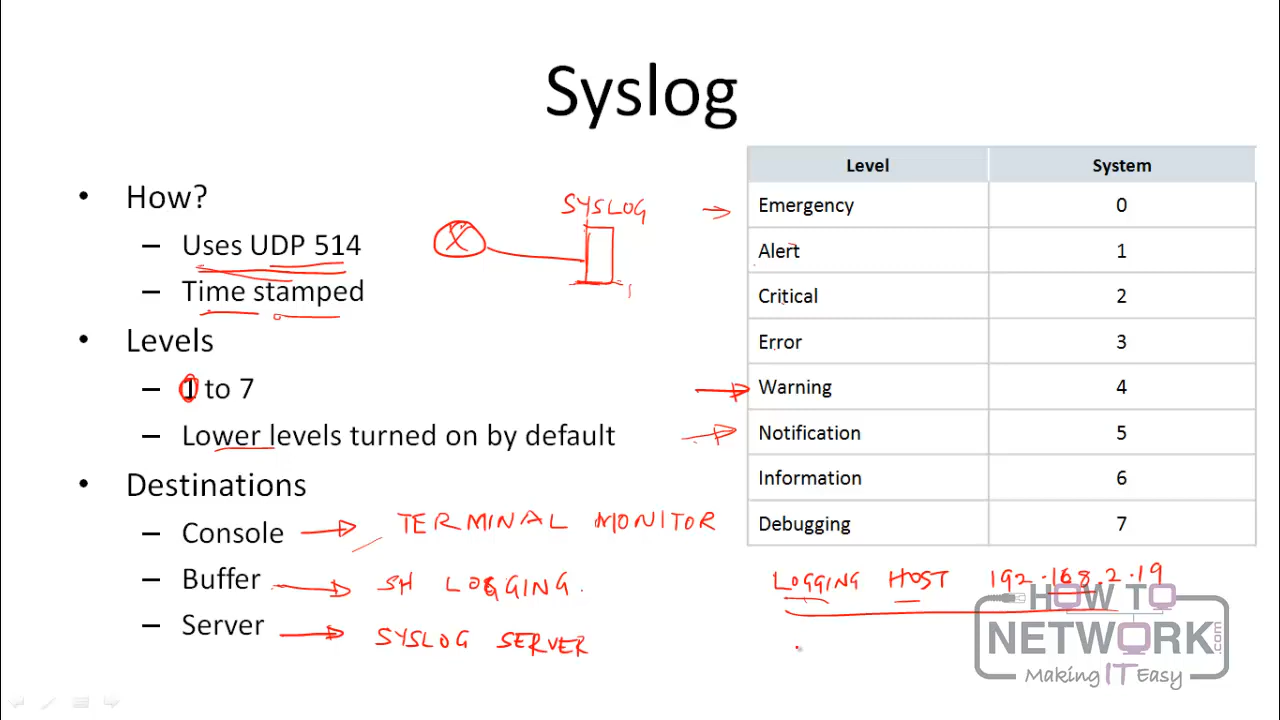 Syslog
• How?
– Uses UDP 514
– Time stamped
• Levels
– 1 to 7
– Lower levels turned on by default
• Destinations
– Console
TERMINAL MONITOR
– Buffer
SH LOGGING
– Server
SYSLOG SERVER
SYSLOG
Level System
Emergency 0
Alert 1
Critical 2
Error 3
Warning 4
Notification 5
Information 6
Debugging 7
LOGGING HOST 192.168.2.19
HOW TO
NETWORK.com
Making IT Easy